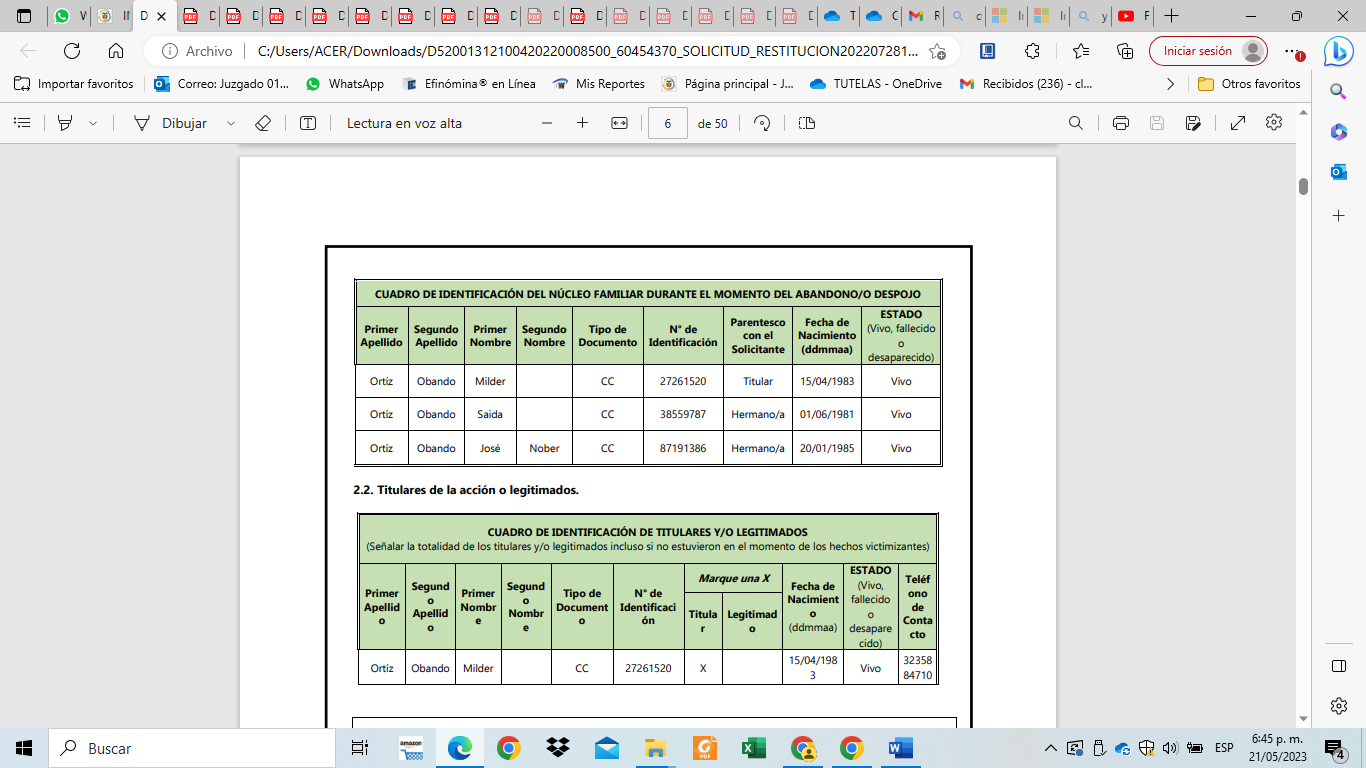 Archivo
C:/Users/ACER/Downloads/D52001312100420220008500_60454370_SOLICITUD_RESTITUCION202207281...
Iniciar sesión
Importar favoritos
Correo: Juzgado 01...
WhatsApp
Efinómina® en Línea
Mis Reportes
Página principal - J...
TUTELAS - OneDrive
Recibidos (236) - cl...
Otros favoritos
Dibujar
Lectura en voz alta
6 de 50
CUADRO DE IDENTIFICACIÓN DEL NÚCLEO FAMILIAR DURANTE EL MOMENTO DEL ABANDONO/O DESPOJO
Primer Apellido
Segundo Apellido
Primer Nombre
Segundo Nombre
Tipo de Documento
N° de Identificación
Parentesco con el Solicitante
Fecha de Nacimiento (ddmmaa)
ESTADO (Vivo, fallecido o desaparecido)
Ortíz Obando Milder CC 27261520 Titular 15/04/1983 Vivo
Ortíz Obando Saida CC 38559787 Hermano/a 01/06/1981 Vivo
Ortíz Obando José Nober CC 87191386 Hermano/a 20/01/1985 Vivo
2.2. Titulares de la acción o legitimados.
CUADRO DE IDENTIFICACIÓN DE TITULARES Y/O LEGITIMADOS
(Señalar la totalidad de los titulares y/o legitimados incluso si no estuvieron en el momento de los hechos victimizantes)
Primer Apellido
Segundo Apellido
Primer Nombre
Segundo Nombre
Tipo de Documento
N° de Identificación
Marque una X
Titular
Legitimado
Fecha de Nacimiento (ddmmaa)
ESTADO (Vivo, fallecido o desaparecido)
Teléfono de Contacto
Ortiz Obando Milder CC 27261520 X 15/04/1983 Vivo 3235884710
Buscar
ESP
6:45 p. m.
21/05/2023
4